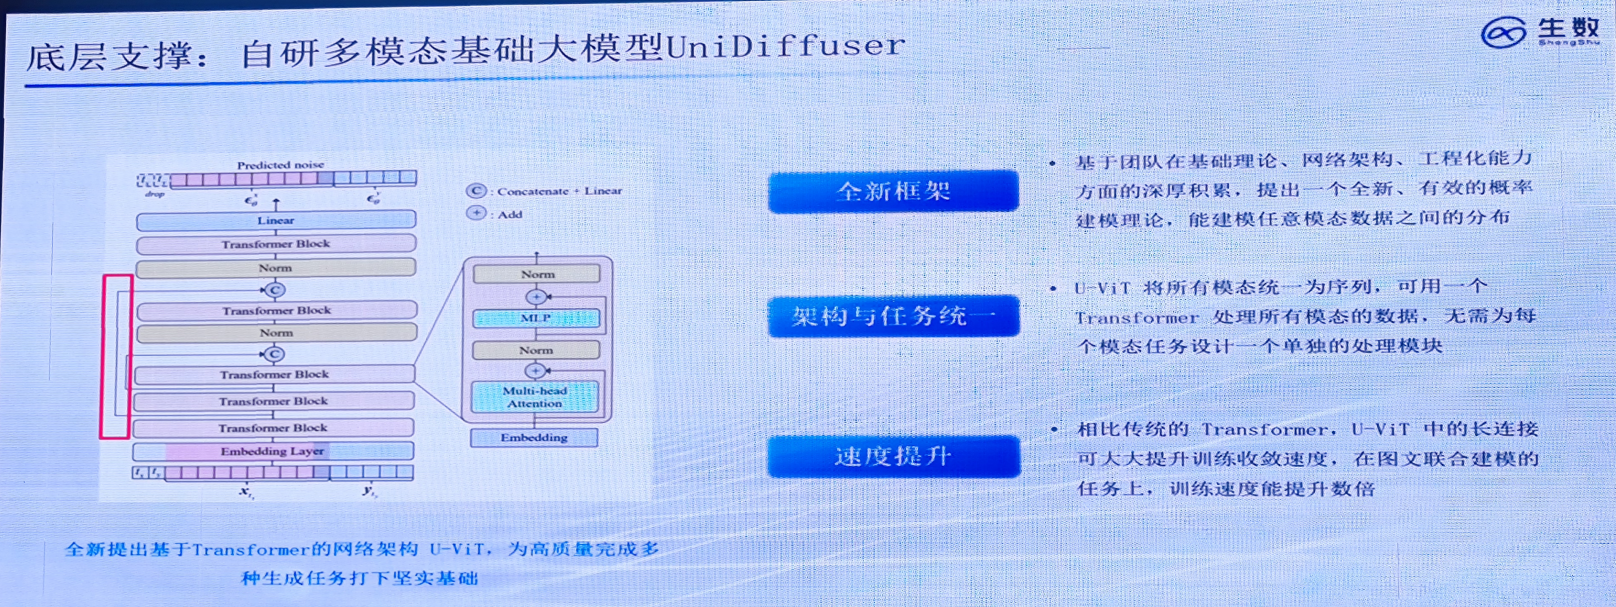 底层支撑：自研多模态基础大模型UniDiffuser
生数
ShengShu
Predicted noise
drop
Linear
Transformer Block
Norm
C
Transformer Block
Norm
C
Transformer Block
Transformer Block
Transformer Block
Embedding Layer
C : Concatenate + Linear
+ : Add
Norm
+
MLP
Norm
+
Multi-head
Attention
Embedding
全新提出基于Transformer的网络架构 U-ViT，为高质量完成多
种生成任务打下坚实基础
全新框架
• 基于团队在基础理论、网络架构、工程化能力
方面的深厚积累，提出一个全新、有效的概率
建模理论，能建模任意模态数据之间的分布
架构与任务统一
• U-ViT 将所有模态统一为序列，可用一个
Transformer 处理所有模态的数据，无需为每
个模态任务设计一个单独的处理模块
速度提升
• 相比传统的 Transformer，U-ViT 中的长连接
可大大提升训练收敛速度，在图文联合建模的
任务上，训练速度能提升数倍